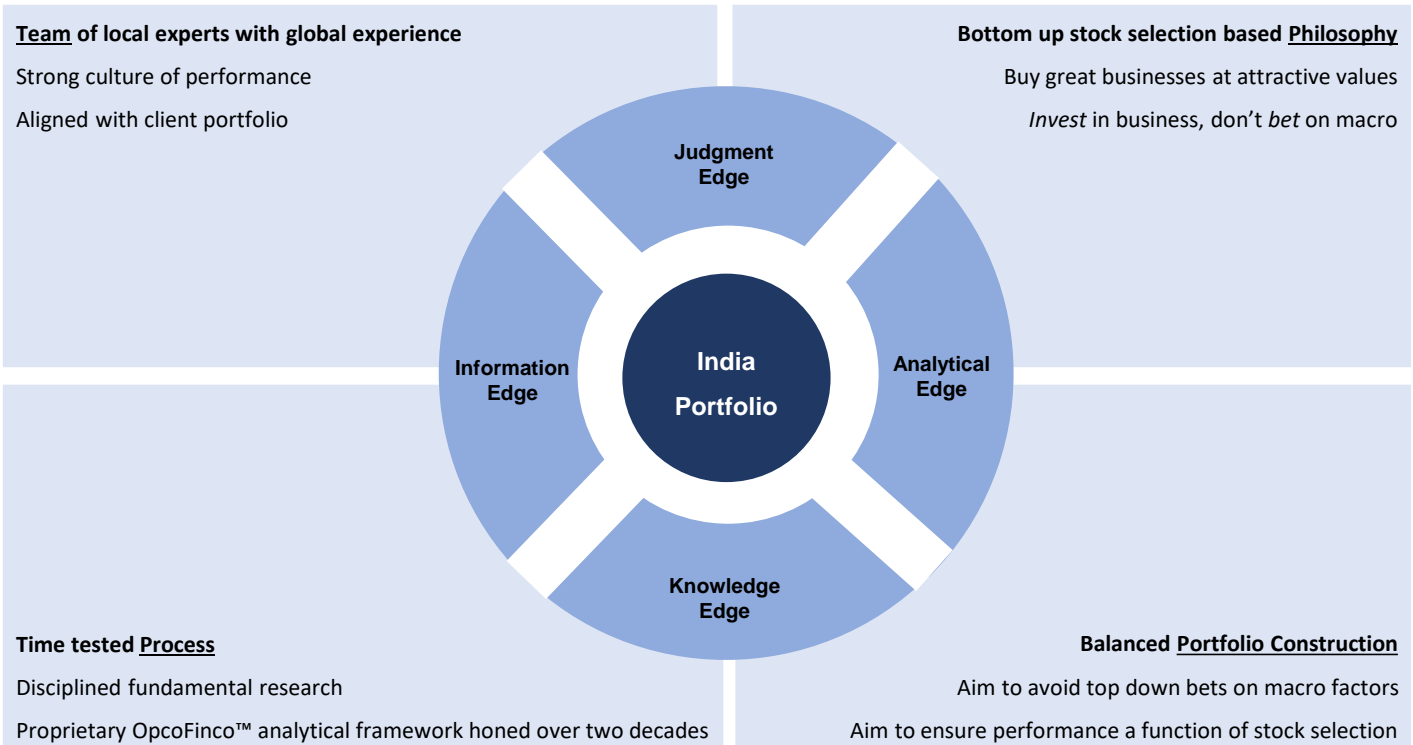 Team of local experts with global experience
Strong culture of performance
Aligned with client portfolio
Bottom up stock selection based Philosophy
Buy great businesses at attractive values
Invest in business, don’t bet on macro
Judgment
Edge
Information
Edge
India
Portfolio
Analytical
Edge
Knowledge
Edge
Time tested Process
Disciplined fundamental research
Proprietary OpcoFinco™ analytical framework honed over two decades
Balanced Portfolio Construction
Aim to avoid top down bets on macro factors
Aim to ensure performance a function of stock selection